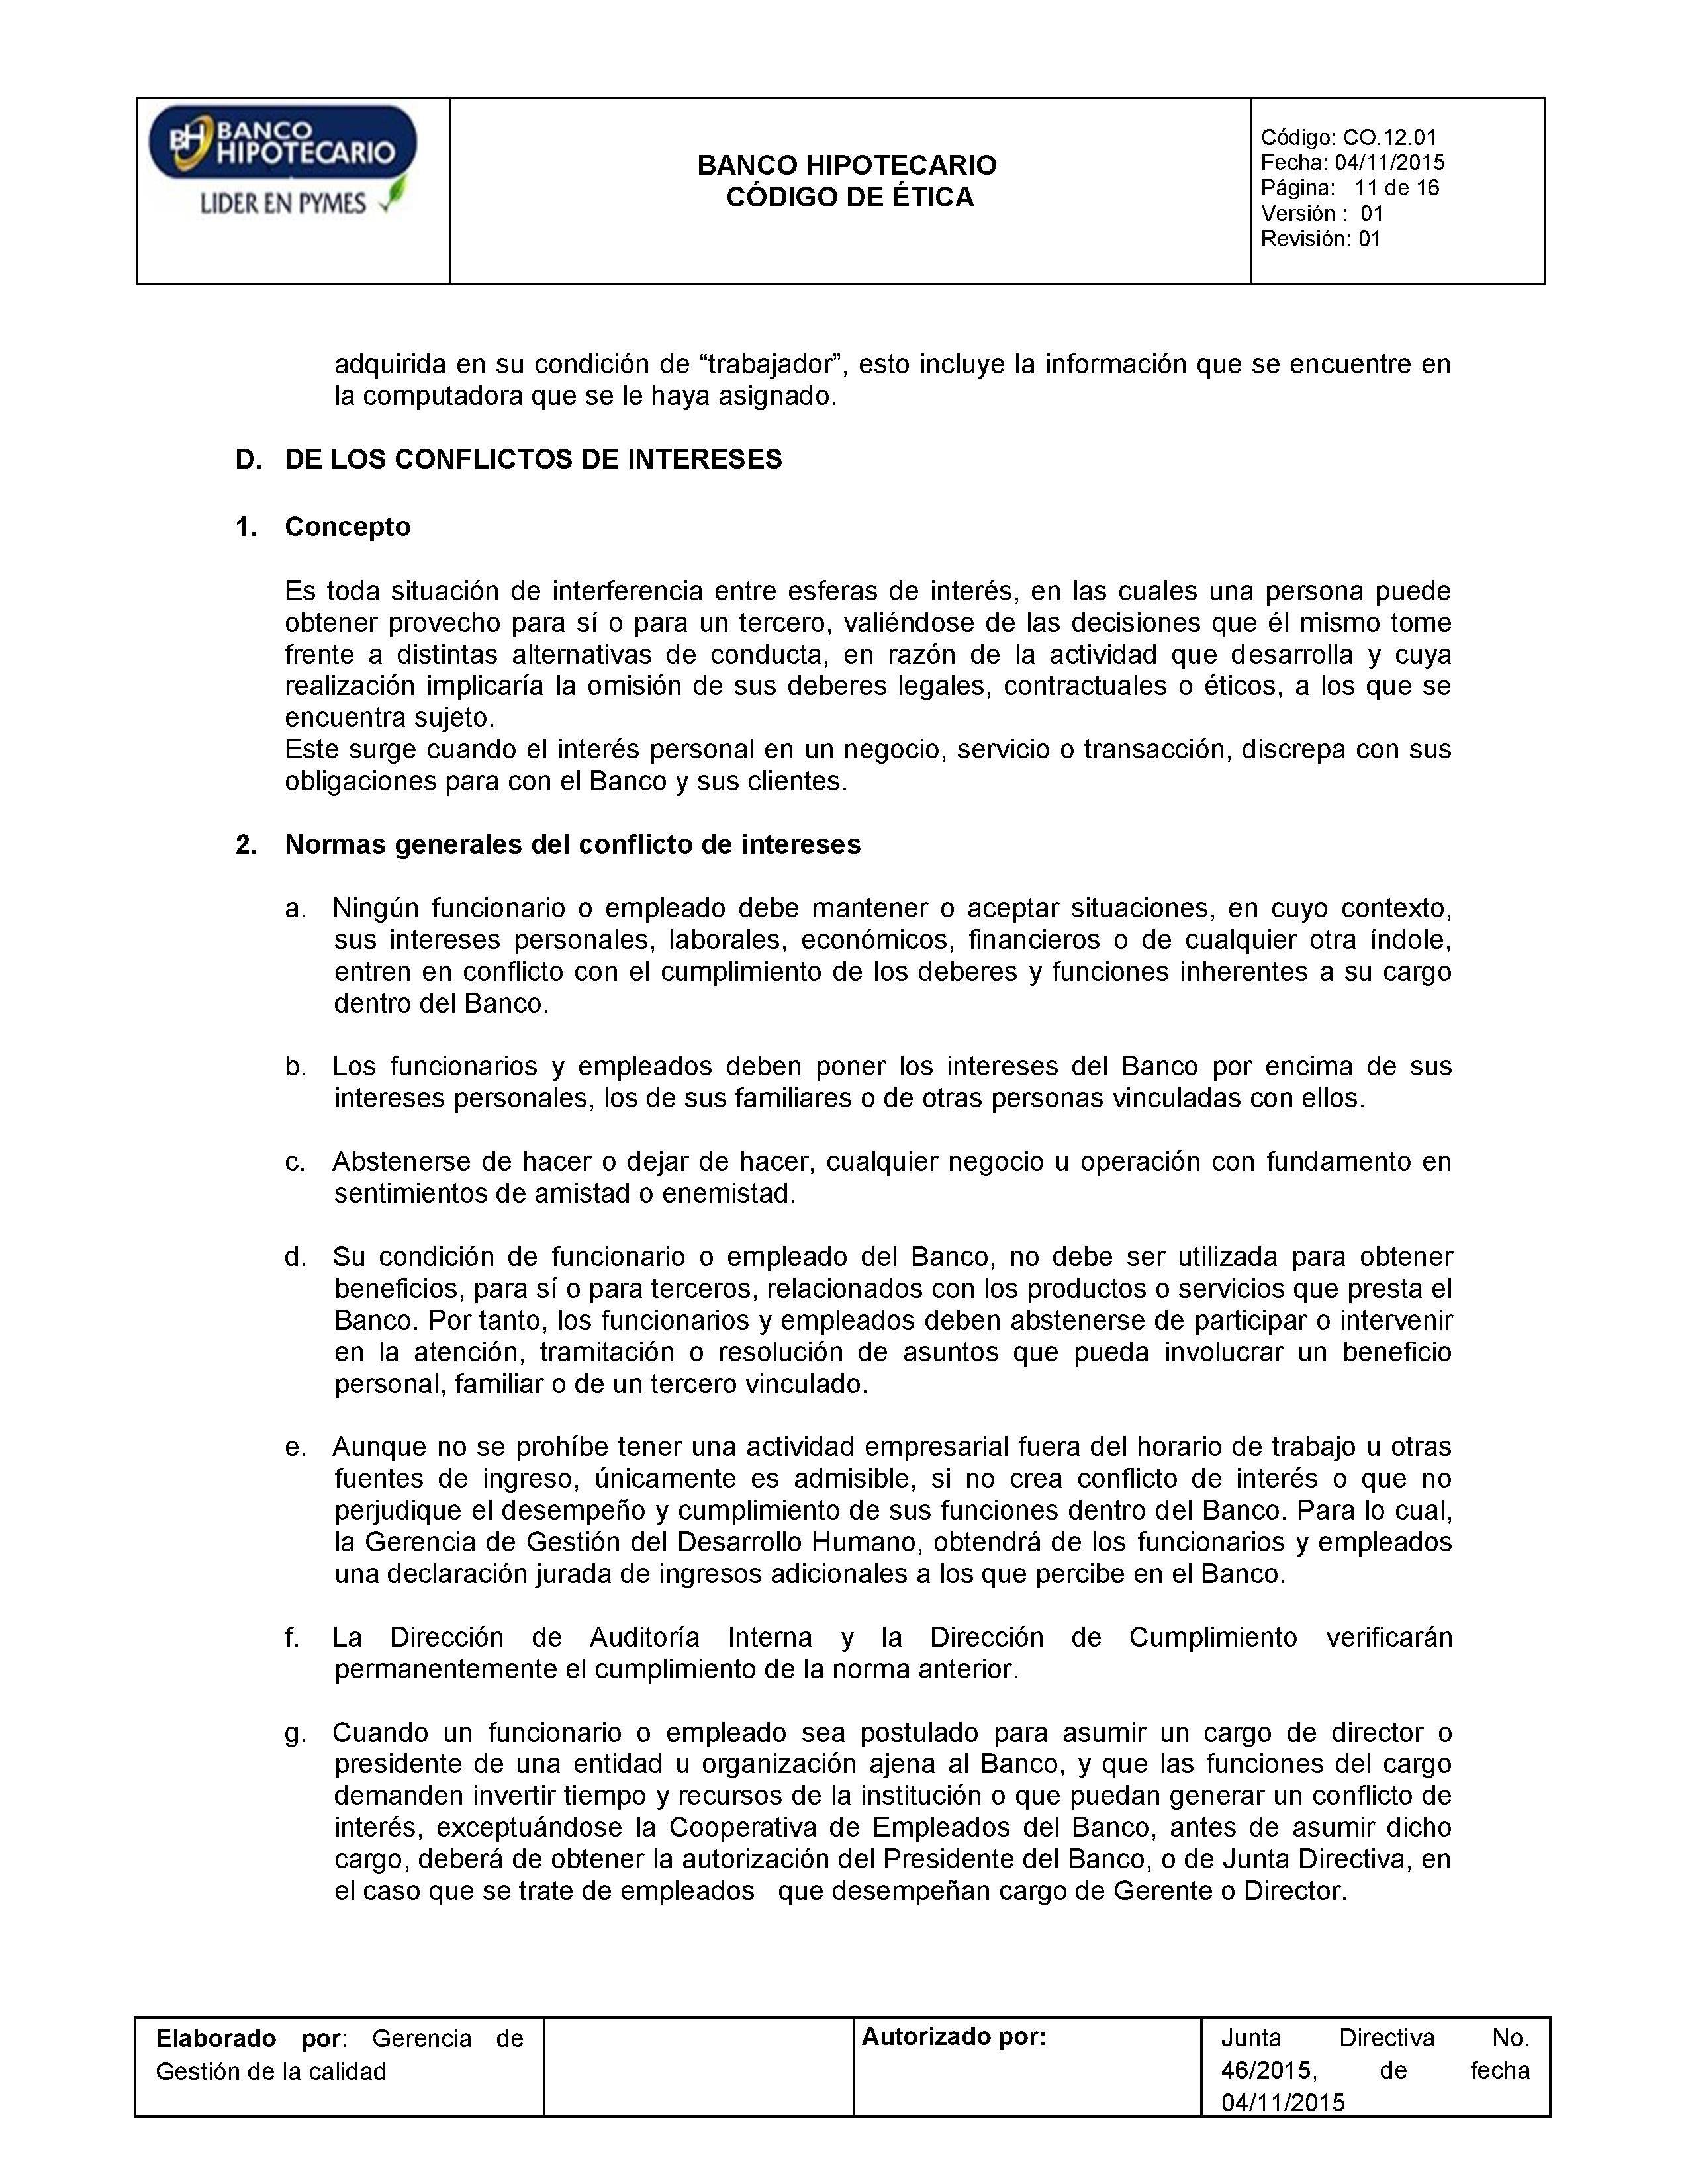 BANCO
HIPOTECARIO
LIDER EN PYMES
BANCO HIPOTECARIO
CÓDIGO DE ÉTICA
Código: CO.12.01
Fecha: 04/11/2015
Página: 11 de 16
Versión : 01
Revisión: 01
adquirida en su condición de “trabajador”, esto incluye la información que se encuentre en
la computadora que se le haya asignado.
D. DE LOS CONFLICTOS DE INTERESES
1. Concepto
Es toda situación de interferencia entre esferas de interés, en las cuales una persona puede
obtener provecho para sí o para un tercero, valiéndose de las decisiones que él mismo tome
frente a distintas alternativas de conducta, en razón de la actividad que desarrolla y cuya
realización implicaría la omisión de sus deberes legales, contractuales o éticos, a los que se
encuentra sujeto.
Este surge cuando el interés personal en un negocio, servicio o transacción, discrepa con sus
obligaciones para con el Banco y sus clientes.
2. Normas generales del conflicto de intereses
a. Ningún funcionario o empleado debe mantener o aceptar situaciones, en cuyo contexto,
sus intereses personales, laborales, económicos, financieros o de cualquier otra índole,
entren en conflicto con el cumplimiento de los deberes y funciones inherentes a su cargo
dentro del Banco.
b. Los funcionarios y empleados deben poner los intereses del Banco por encima de sus
intereses personales, los de sus familiares o de otras personas vinculadas con ellos.
c. Abstenerse de hacer o dejar de hacer, cualquier negocio u operación con fundamento en
sentimientos de amistad o enemistad.
d. Su condición de funcionario o empleado del Banco, no debe ser utilizada para obtener
beneficios, para sí o para terceros, relacionados con los productos o servicios que presta el
Banco. Por tanto, los funcionarios y empleados deben abstenerse de participar o intervenir
en la atención, tramitación o resolución de asuntos que pueda involucrar un beneficio
personal, familiar o de un tercero vinculado.
e. Aunque no se prohíbe tener una actividad empresarial fuera del horario de trabajo u otras
fuentes de ingreso, únicamente es admisible, si no crea conflicto de interés o que no
perjudique el desempeño y cumplimiento de sus funciones dentro del Banco. Para lo cual,
la Gerencia de Gestión del Desarrollo Humano, obtendrá de los funcionarios y empleados
una declaración jurada de ingresos adicionales a los que percibe en el Banco.
f. La Dirección de Auditoría Interna y la Dirección de Cumplimiento verificarán
permanentemente el cumplimiento de la norma anterior.
g. Cuando un funcionario o empleado sea postulado para asumir un cargo de director o
presidente de una entidad u organización ajena al Banco, y que las funciones del cargo
demanden invertir tiempo y recursos de la institución o que puedan generar un conflicto de
interés, exceptuándose la Cooperativa de Empleados del Banco, antes de asumir dicho
cargo, deberá de obtener la autorización del Presidente del Banco, o de Junta Directiva, en
el caso que se trate de empleados que desempeñan cargo de Gerente o Director.
Elaborado por: Gerencia de
Gestión de la calidad
Autorizado por:
Junta Directiva No.
46/2015, de fecha
04/11/2015